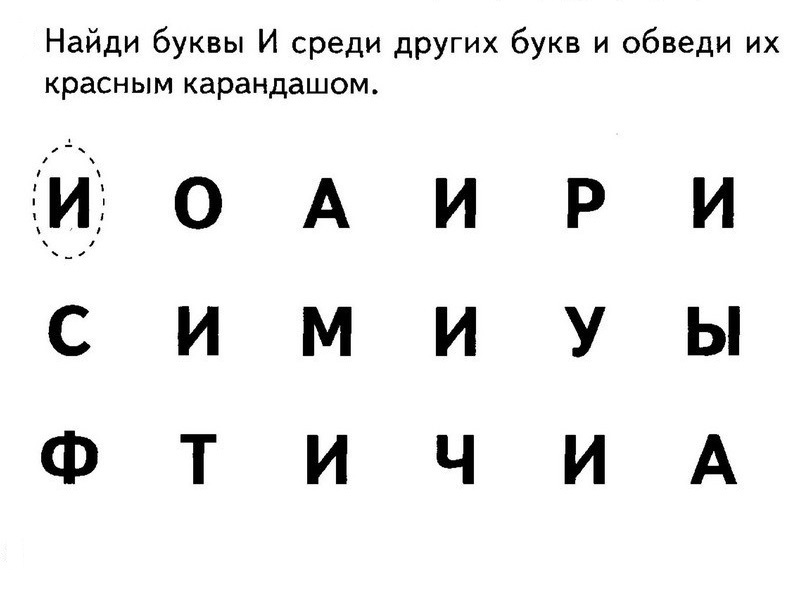 Найди буквы И среди других букв и обведи их
красным карандашом.
И О А И Р И
С И М И У Ы
Ф Т И Ч И А